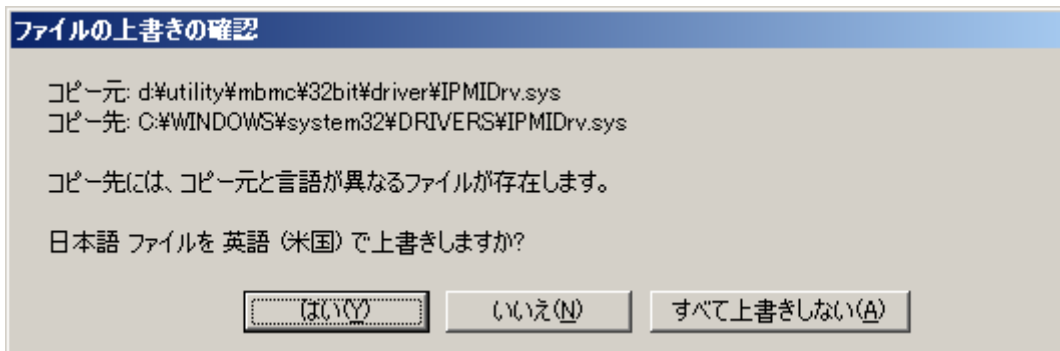 ファイルの上書きの確認
コピー元: d:¥utility¥mbmc¥32bit¥driver¥IPMIDrv.sys
コピー先: C:¥WINDOWS¥system32¥DRIVERS¥IPMIDrv.sys
コピー先には、コピー元と言語が異なるファイルが存在します。
日本語 ファイルを 英語 (米国) で上書きしますか?
はい(Y) いいえ(N) すべて上書きしない(A)